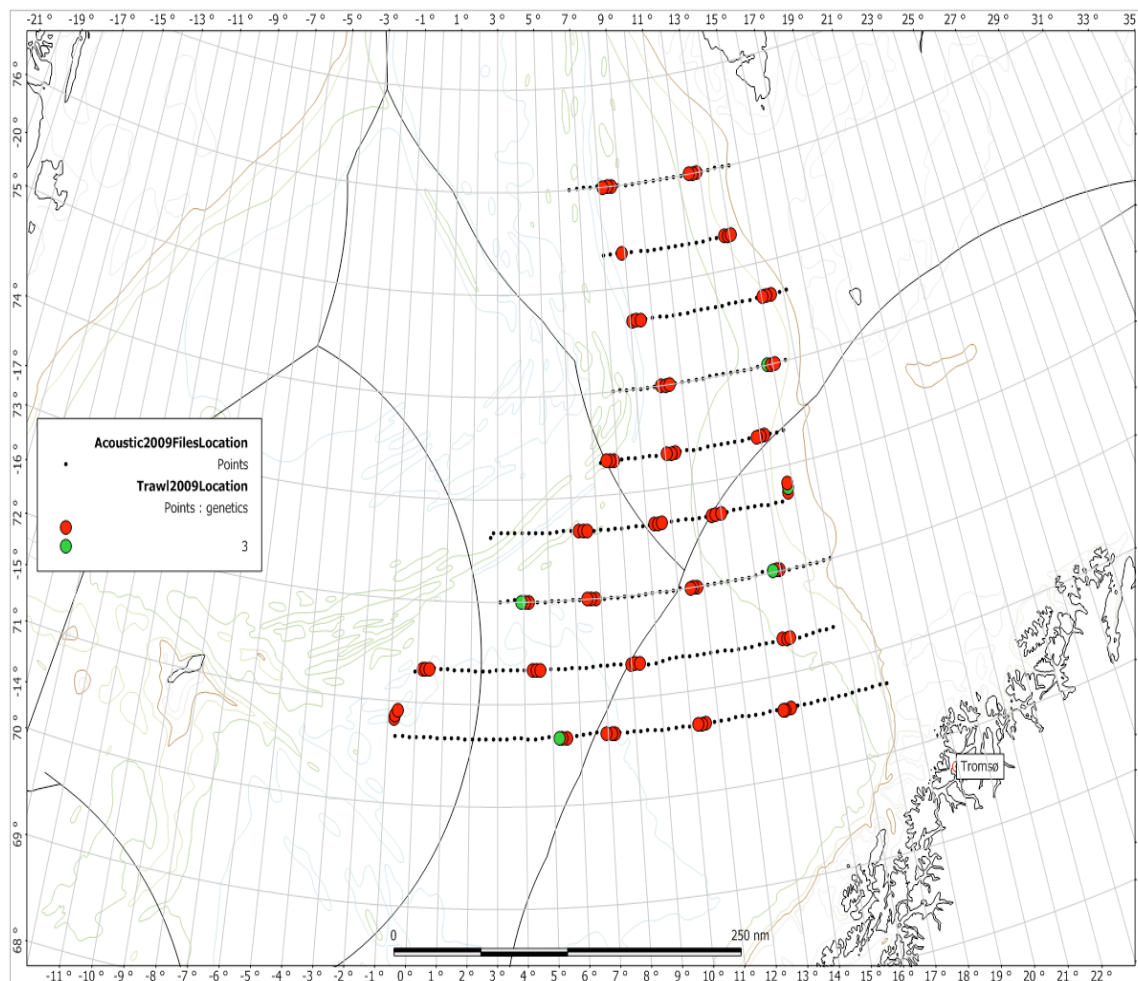 -21 ° -19 ° -17 ° -15 ° -13 ° -11 ° -9 ° -7 ° -5 ° -3 ° -1 ° 1 ° 3 ° 5 ° 7 ° 9 ° 11 ° 13 ° 15 ° 17 ° 19 ° 21 ° 23 ° 25 ° 27 ° 29 ° 31 ° 33 ° 35 °
76 °
-20 °
75 °
74 °
-17 °
73 °
-16 °
72 °
-15 °
71 °
-14 °
70 °
69 °
68 °
Acoustic2009FilesLocation
Points
Trawl2009Location
Points : genetics
3
Tromsø
0 250 nm
-11 ° -10 ° -9 ° -8 ° -7 ° -6 ° -5 ° -4 ° -3 ° -2 ° -1 ° 0 ° 1 ° 2 ° 3 ° 4 ° 5 ° 6 ° 7 ° 8 ° 9 ° 10 ° 11 ° 12 ° 13 ° 14 ° 15 ° 16 ° 17 ° 18 ° 19 ° 20 ° 21 ° 22 °